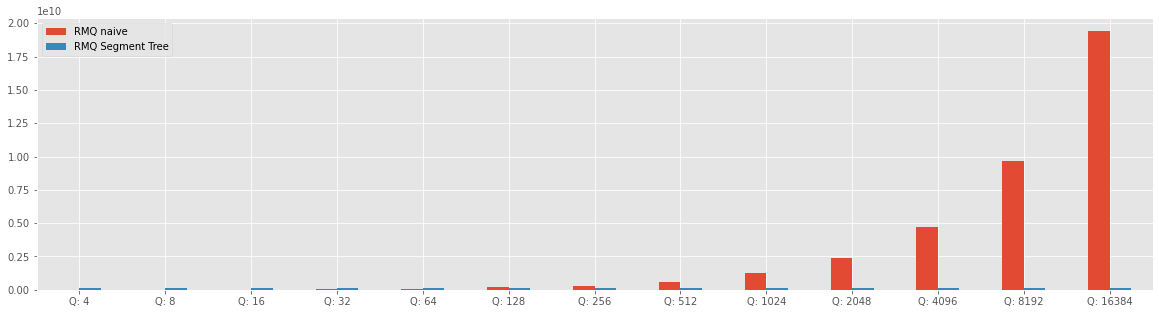 1e10
2.00
1.75
1.50
1.25
1.00
0.75
0.50
0.25
0.00
RMQ naive
RMQ Segment Tree
Q: 4 Q: 8 Q: 16 Q: 32 Q: 64 Q: 128 Q: 256 Q: 512 Q: 1024 Q: 2048 Q: 4096 Q: 8192 Q: 16384